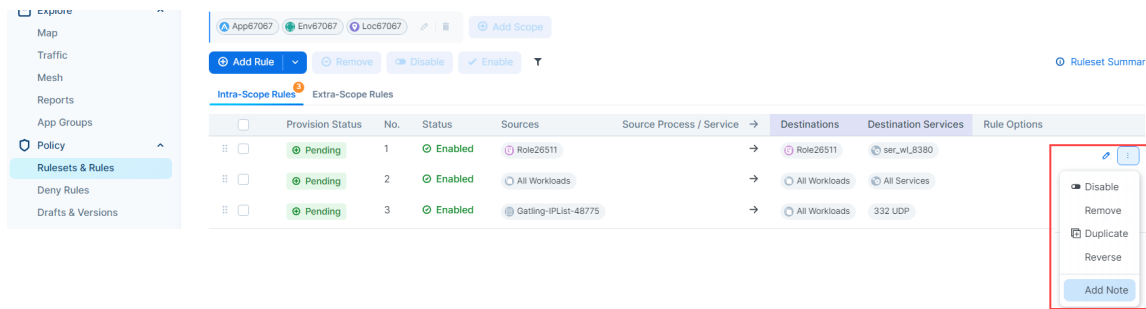 Explore
Map
Traffic
Mesh
Reports
App Groups
Policy
Rulesets & Rules
Deny Rules
Drafts & Versions
App67067 Env67067 Loc67067 Add Scope
Add Rule Remove Disable Enable Ruleset Summar
Intra-Scope Rules 3 Extra-Scope Rules
Provision Status No. Status Sources Source Process / Service → Destinations Destination Services Rule Options
Pending 1 Enabled Role26511 → Role26511 ser_wl_8380
Pending 2 Enabled All Workloads → All Workloads All Services
Pending 3 Enabled Gatling-IPList-48775 → All Workloads 332 UDP
Disable
Remove
Duplicate
Reverse
Add Note